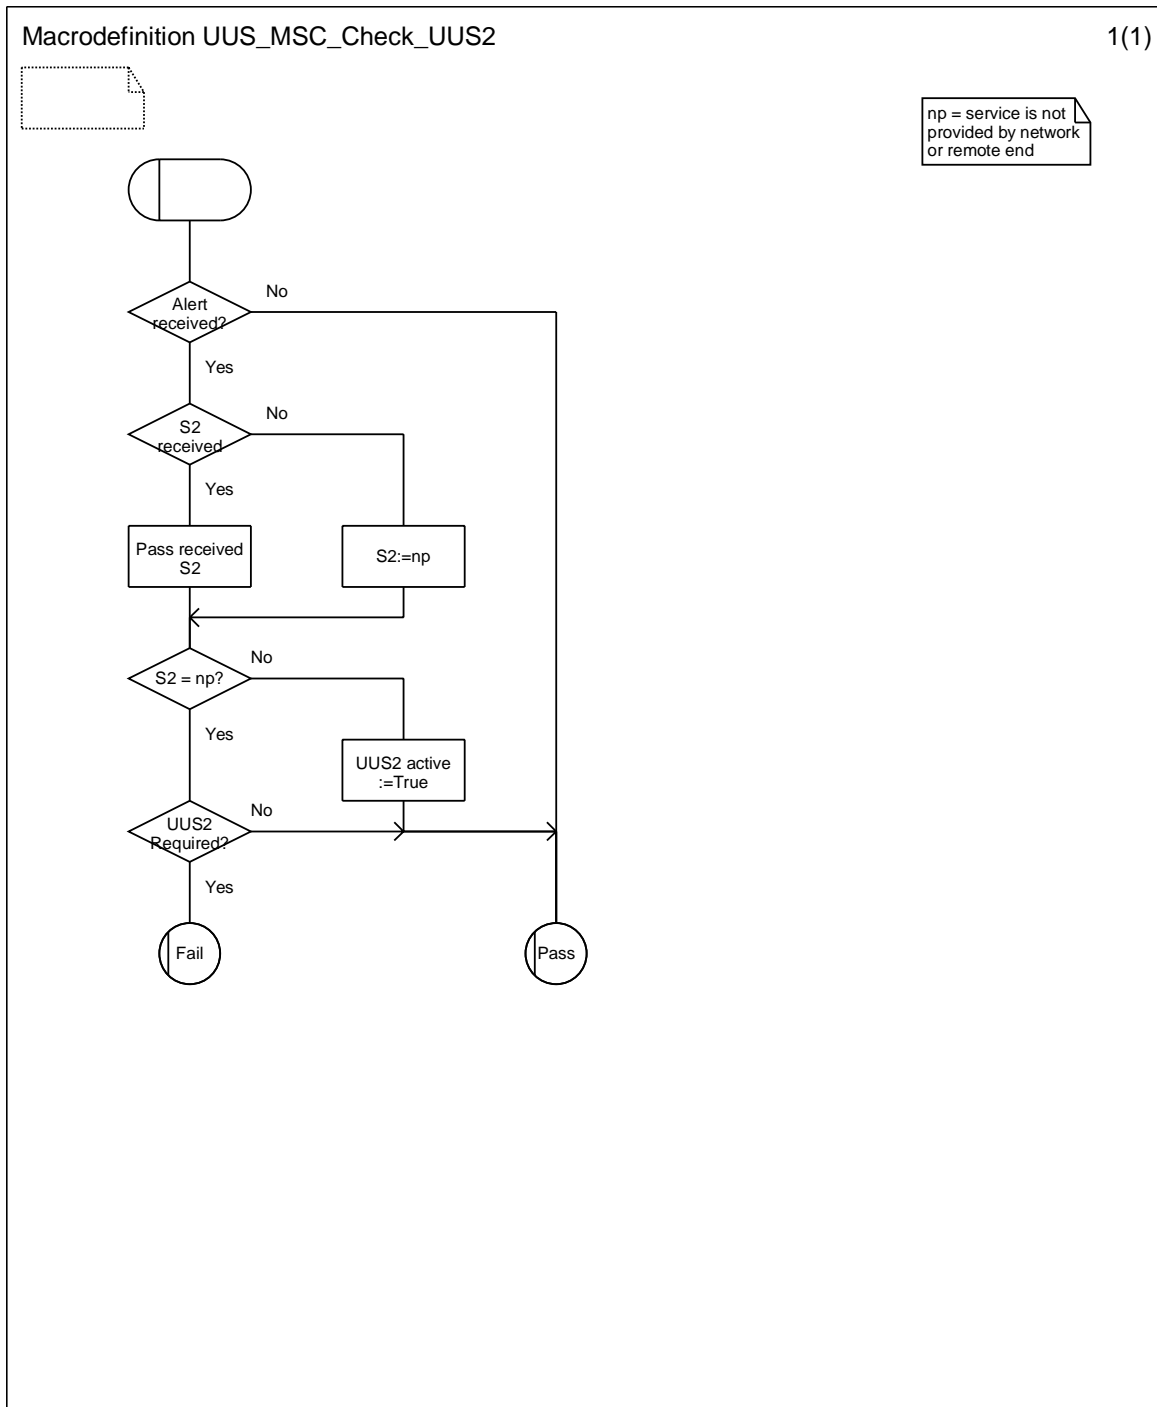 Macrodefinition UUS_MSC_Check_UUS2
1(1)
np = service is not
provided by network
or remote end
Alert
received?
No
Yes
S2
received
No
Yes
Pass received
S2
S2:=np
S2 = np?
No
Yes
UUS2 active
:=True
UUS2
Required?
No
Yes
Fail
Pass